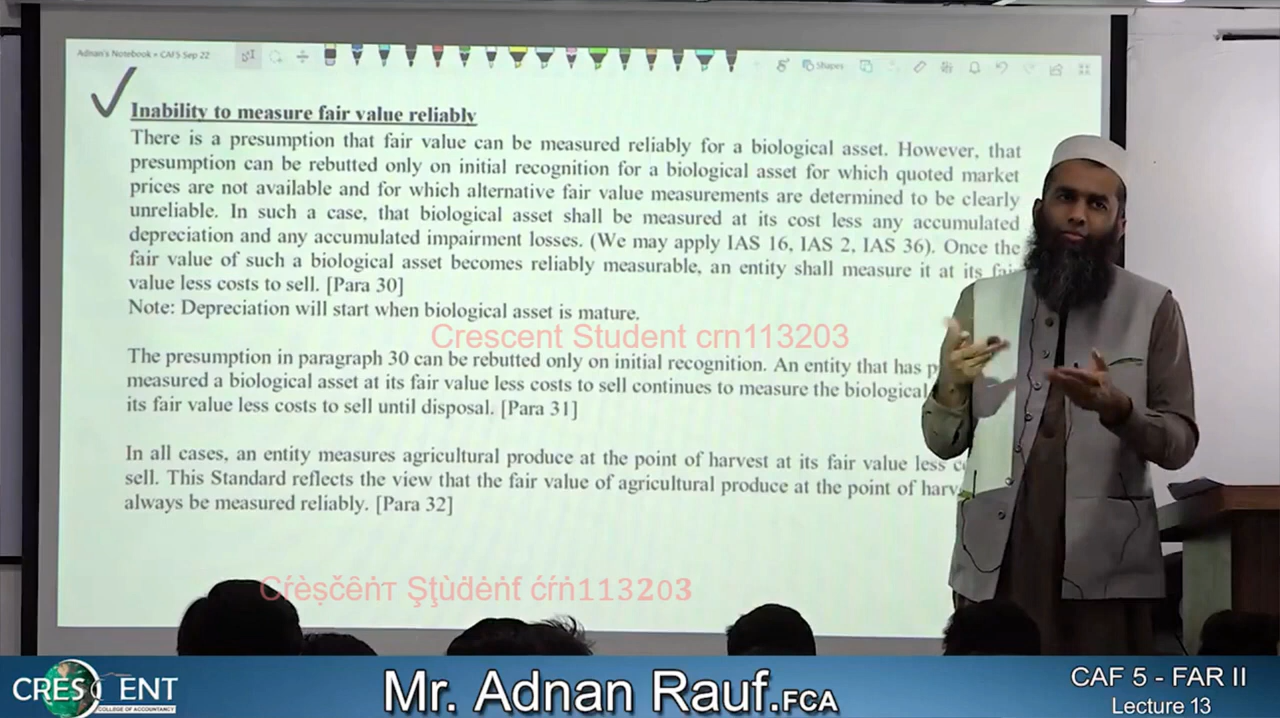 Adnan's Notebook » CAF5 Sep 22
Shapes
Inability to measure fair value reliably
There is a presumption that fair value can be measured reliably for a biological asset. However, that
presumption can be rebutted only on initial recognition for a biological asset for which quoted market
prices are not available and for which alternative fair value measurements are determined to be clearly
unreliable. In such a case, that biological asset shall be measured at its cost less any accumulated
depreciation and any accumulated impairment losses. (We may apply IAS 16, IAS 2, IAS 36). Once the
fair value of such a biological asset becomes reliably measurable, an entity shall measure it at its
value less costs to sell. [Para 30]
Note: Depreciation will start when biological asset is mature.
Crescent Student crn113203
The presumption in paragraph 30 can be rebutted only on initial recognition. An entity that has
measured a biological asset at its fair value less costs to sell continues to measure the biological
its fair value less costs to sell until disposal. [Para 31]
In all cases, an entity measures agricultural produce at the point of harvest at its fair value less
sell. This Standard reflects the view that the fair value of agricultural produce at the point of
always be measured reliably. [Para 32]
Cŕèșčêṅт Şţùďėṅť ćŕṅ113203
CRESCENT
COLLEGE OF ACCOUNTANCY
Mr. Adnan Rauf.FCA
CAF 5 - FAR II
Lecture 13